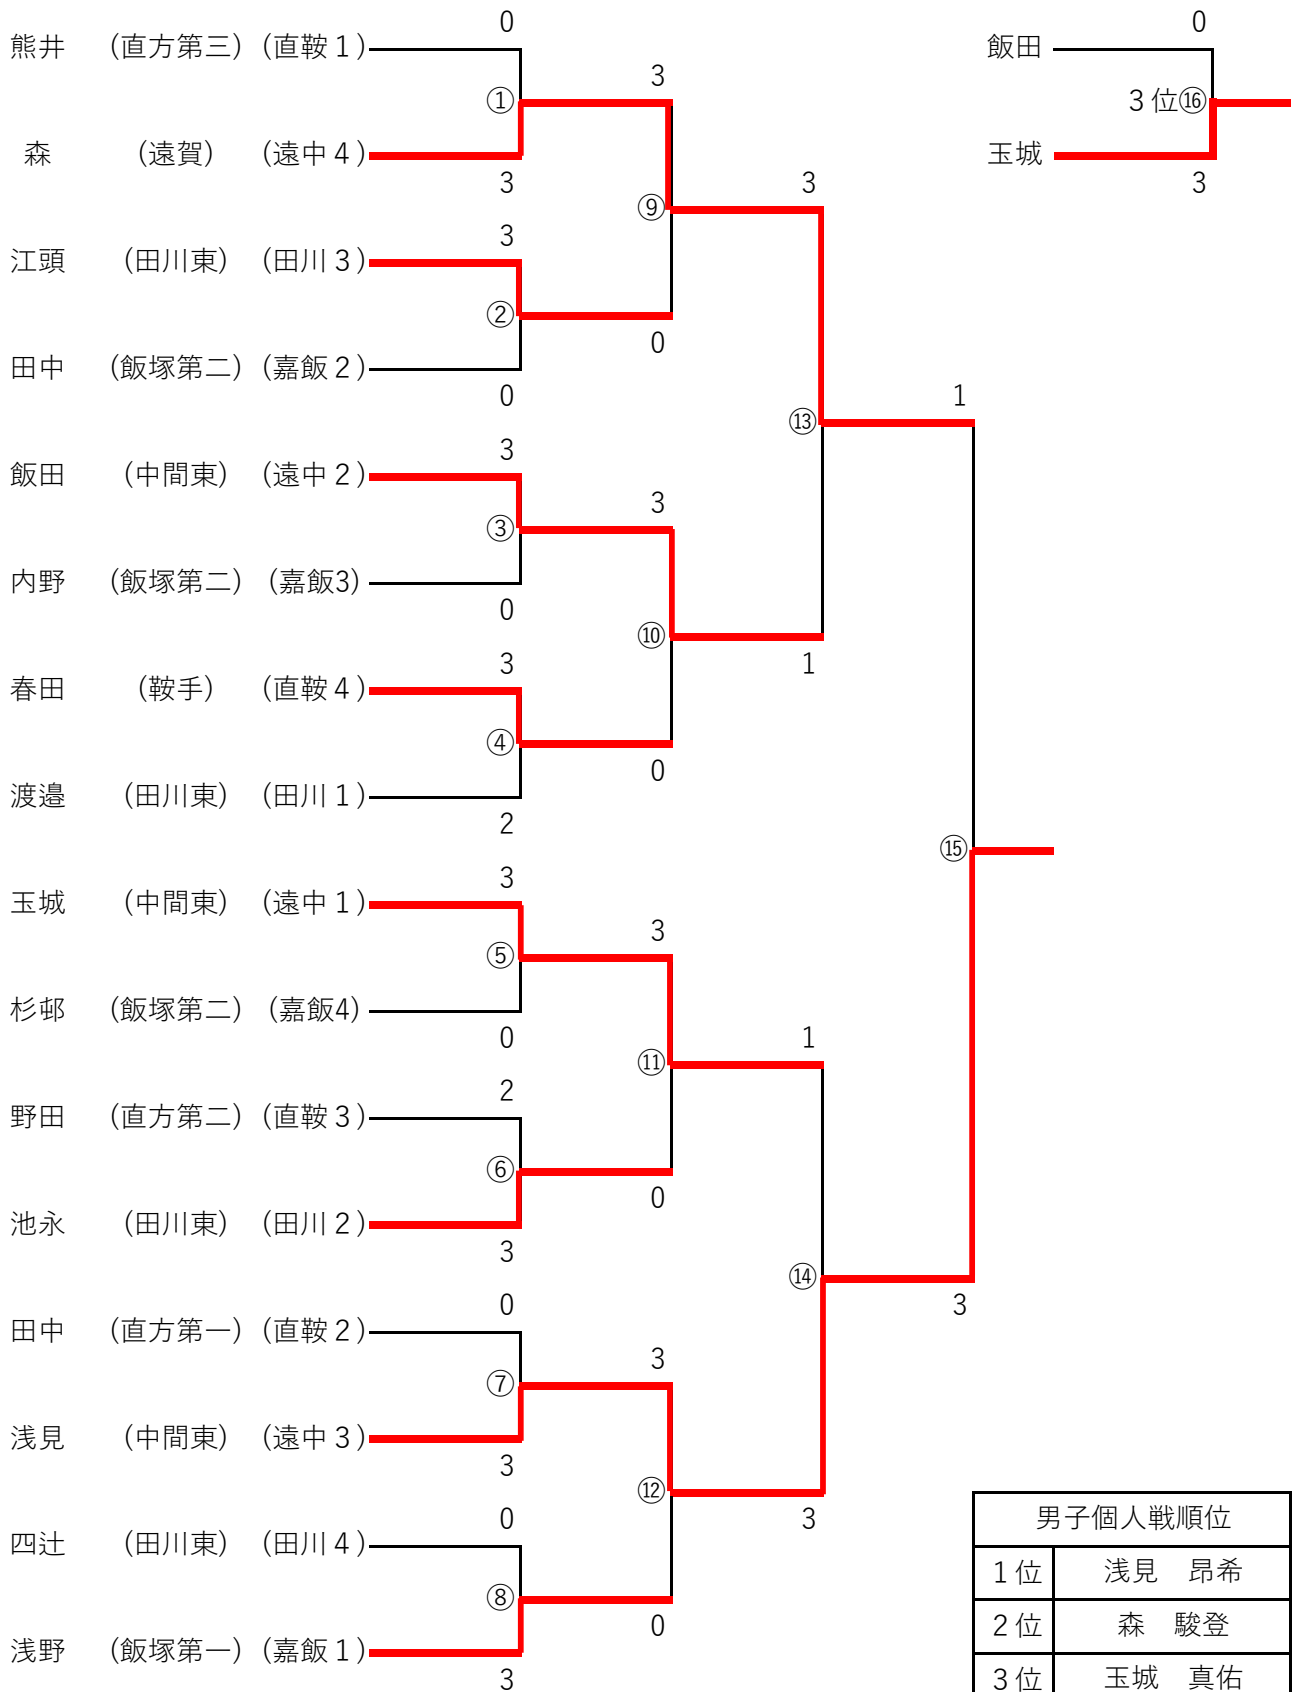 0
熊井 (直方第三) (直鞍１)
3
①
森 (遠賀) (遠中４)
3
3
⑨
3
江頭 (田川東) (田川３)
②
0
田中 (飯塚第二) (嘉飯２)
0
1
⑬
3
飯田 (中間東) (遠中２)
3
③
内野 (飯塚第二) (嘉飯3)
0
⑩
3
1
春田 (鞍手) (直鞍４)
④
0
渡邉 (田川東) (田川１)
2
⑮
3
玉城 (中間東) (遠中１)
3
⑤
杉邨 (飯塚第二) (嘉飯4)
0
1
⑪
2
野田 (直方第二) (直鞍３)
⑥
0
池永 (田川東) (田川２)
3
⑭
0
3
田中 (直方第一) (直鞍２)
3
⑦
浅見 (中間東) (遠中３)
3
⑫
0
3
四辻 (田川東) (田川４)
⑧
0
浅野 (飯塚第一) (嘉飯１)
3
0
飯田
３位⑯
玉城
3
男子個人戦順位
１位 浅見　昂希
２位 森　駿登
３位 玉城　真佑